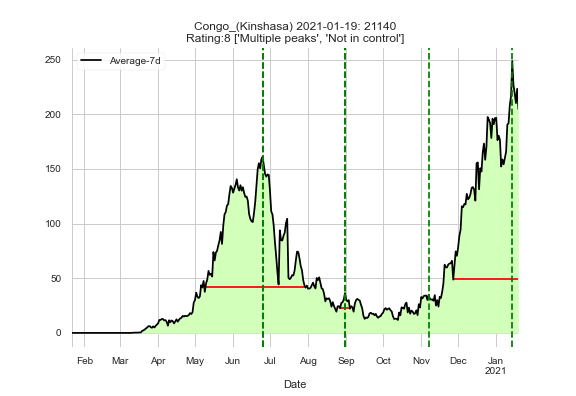 Congo_(Kinshasa) 2021-01-19: 21140
Rating:8 ['Multiple peaks', 'Not in control']
Average-7d
250
200
150
100
50
0
Feb Mar Apr May Jun Jul Aug Sep Oct Nov Dec Jan
2021
Date